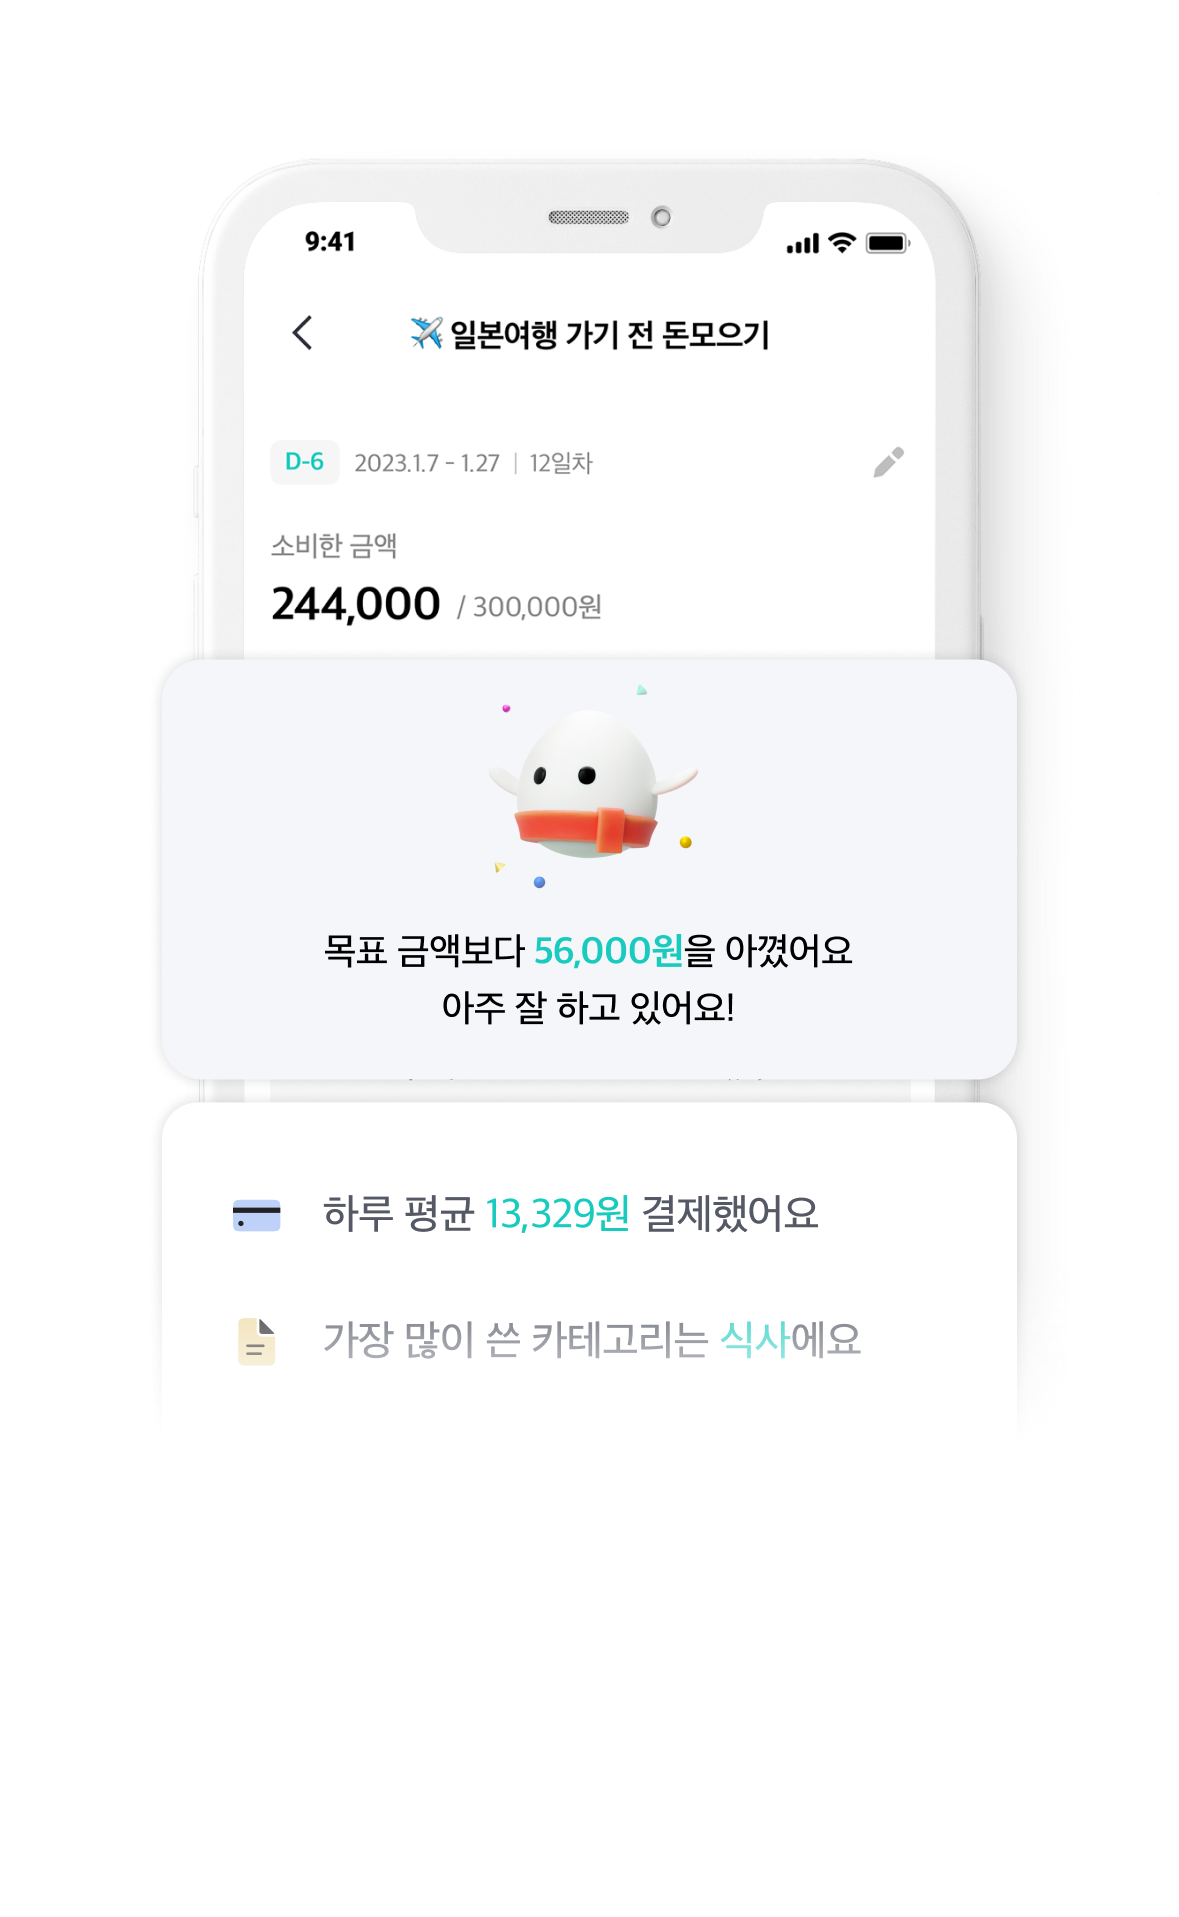 9:41
✈️ 일본여행 가기 전 돈모으기
D-6 2023.1.7 - 1.27 | 12일차
소비한 금액
244,000 / 300,000원
목표 금액보다 56,000원을 아꼈어요
아주 잘 하고 있어요!
하루 평균 13,329원 결제했어요
가장 많이 쓴 카테고리는 식사에요